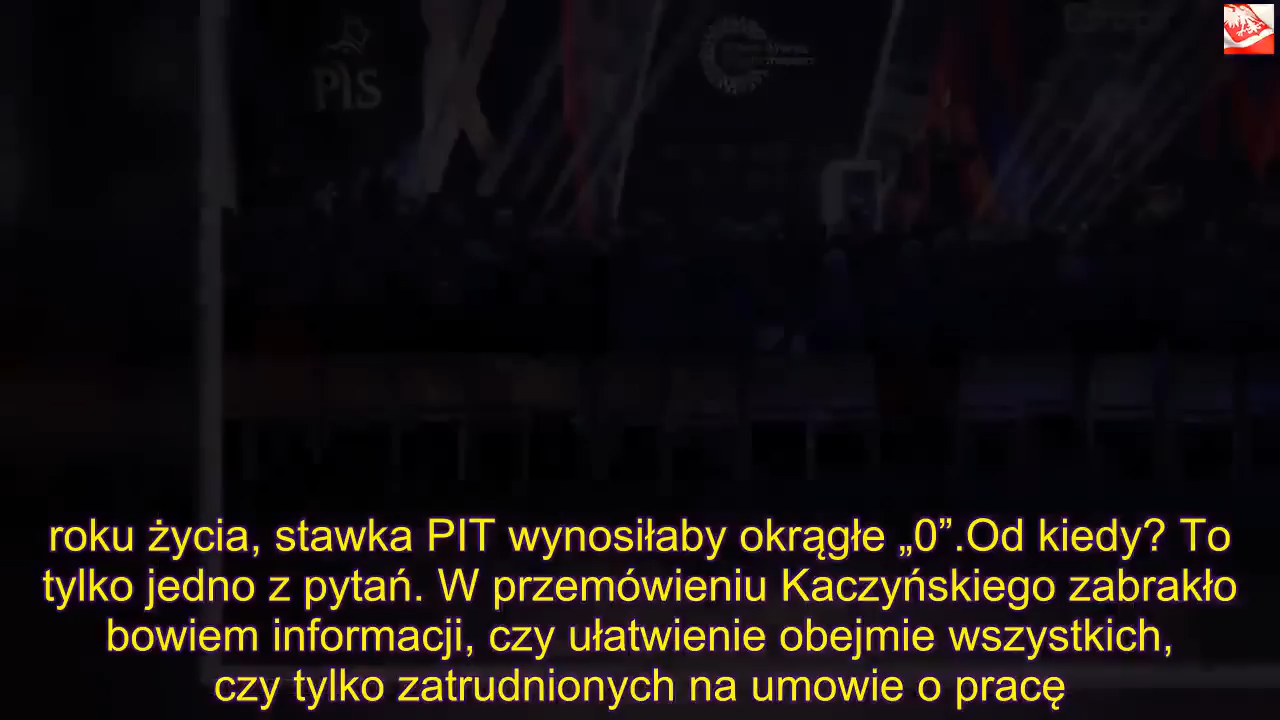 PiS
roku życia, stawka PIT wynosiłaby okrągłe „0”.Od kiedy? To
tylko jedno z pytań. W przemówieniu Kaczyńskiego zabrakło
bowiem informacji, czy ułatwienie obejmie wszystkich,
czy tylko zatrudnionych na umowie o pracę